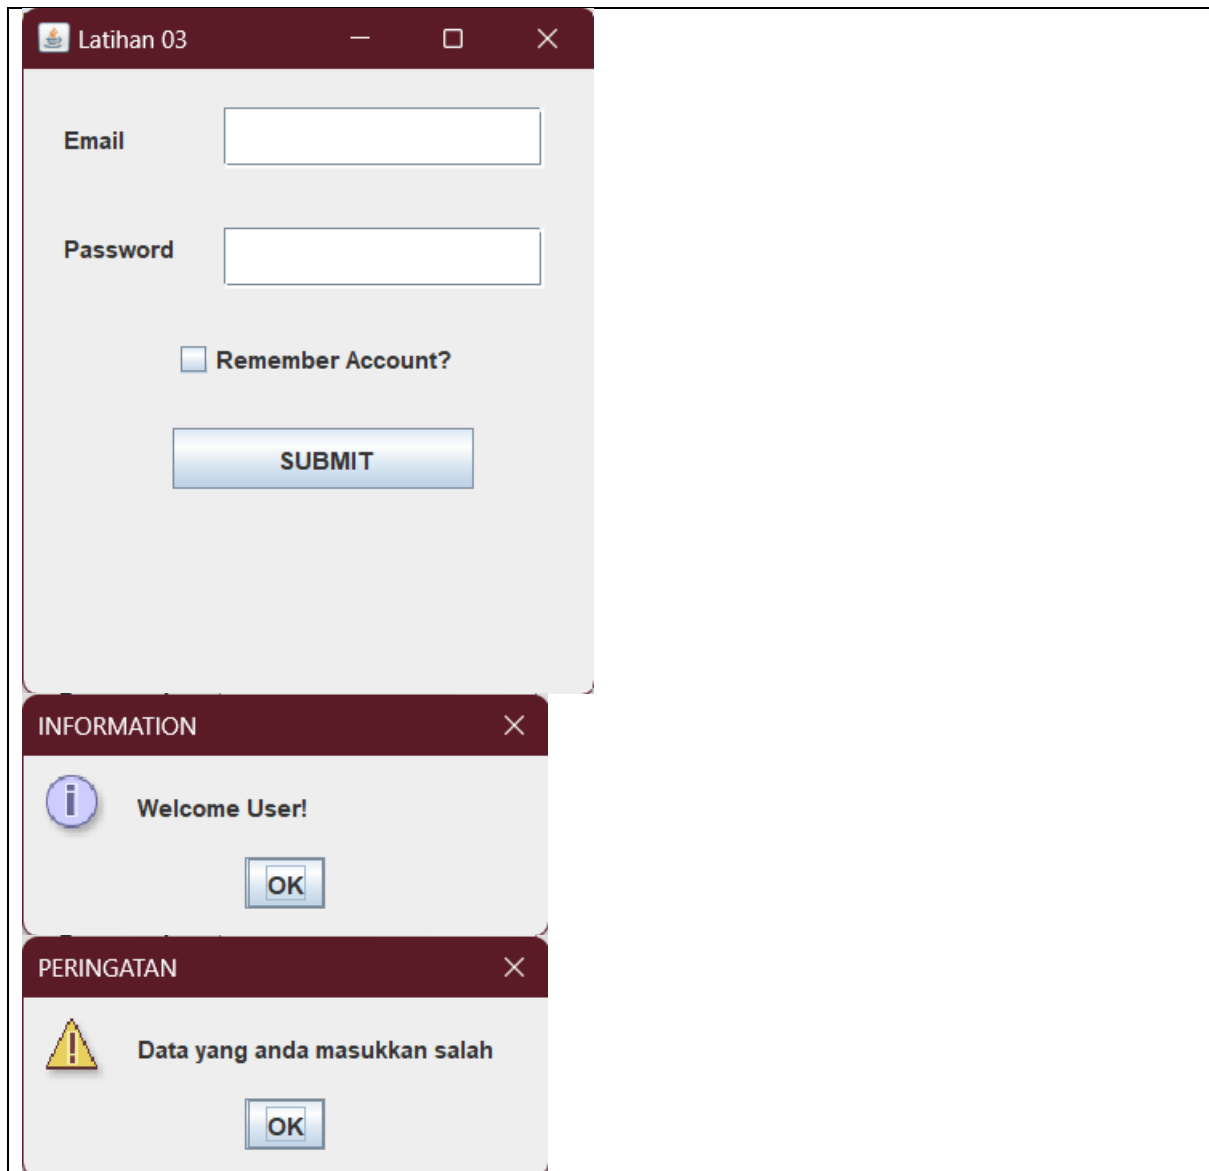 Latihan 03
Email
Password
Remember Account?
SUBMIT
INFORMATION
Welcome User!
OK
PERINGATAN
Data yang anda masukkan salah
OK